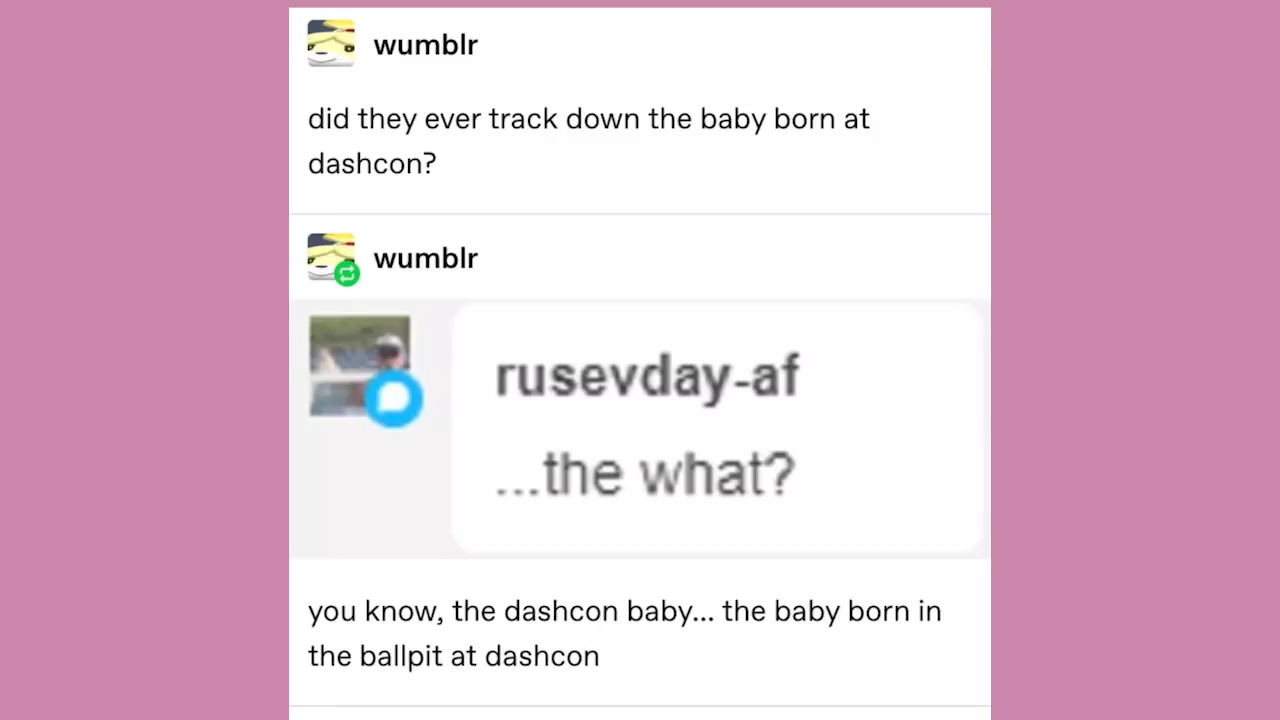 wumblr
did they ever track down the baby born at
dashcon?
wumblr
rusevday-af
...the what?
you know, the dashcon baby... the baby born in
the ballpit at dashcon